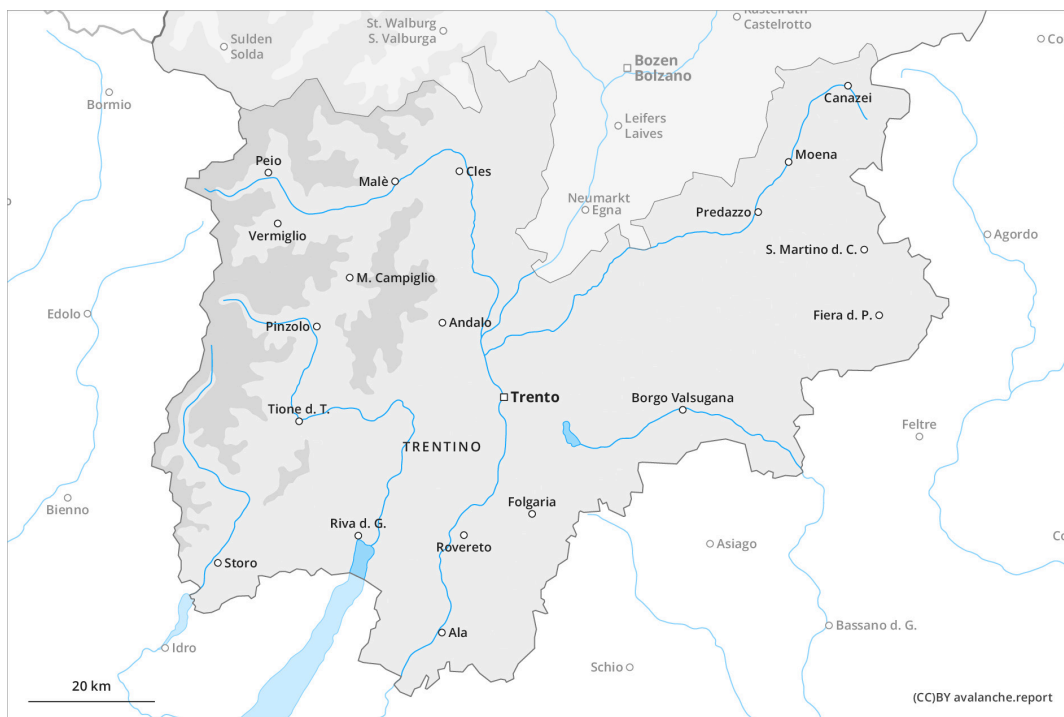 Kastelruth
Castelrotto
St. Walburg
S. Valburga
Sulden
Solda
Co
Bozen
Bolzano
Bormio
Canazei
Leifers
Laives
Moena
Peio
Malè
Cles
Neumarkt
Egna
Predazzo
Vermiglio
Agordo
S. Martino d. C.
M. Campiglio
Edolo
Fiera d. P.
Pinzolo
Andalo
Trento
Borgo Valsugana
Tione d. T.
Feltre
TRENTINO
Bienno
Folgaria
Riva d. G.
Rovereto
Asiago
Co
Storo
Ala
Bassano d. G.
Idro
Schio
20 km
(CC)BY avalanche.report